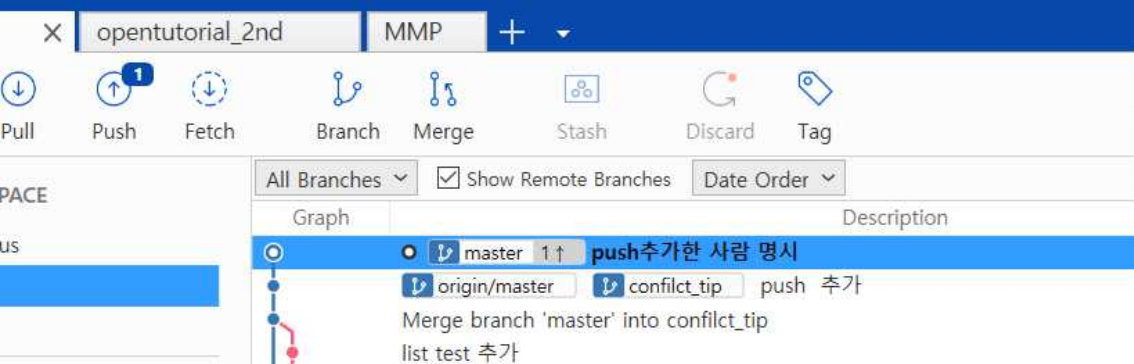 opentutorial_2nd MMP
1
Pull Push Fetch Branch Merge Stash Discard Tag
All Branches Show Remote Branches Date Order
PACE
Graph Description
us
master 1↑ push추가한 사람 명시
origin/master confilct_tip push 추가
Merge branch 'master' into confilct_tip
list test 추가